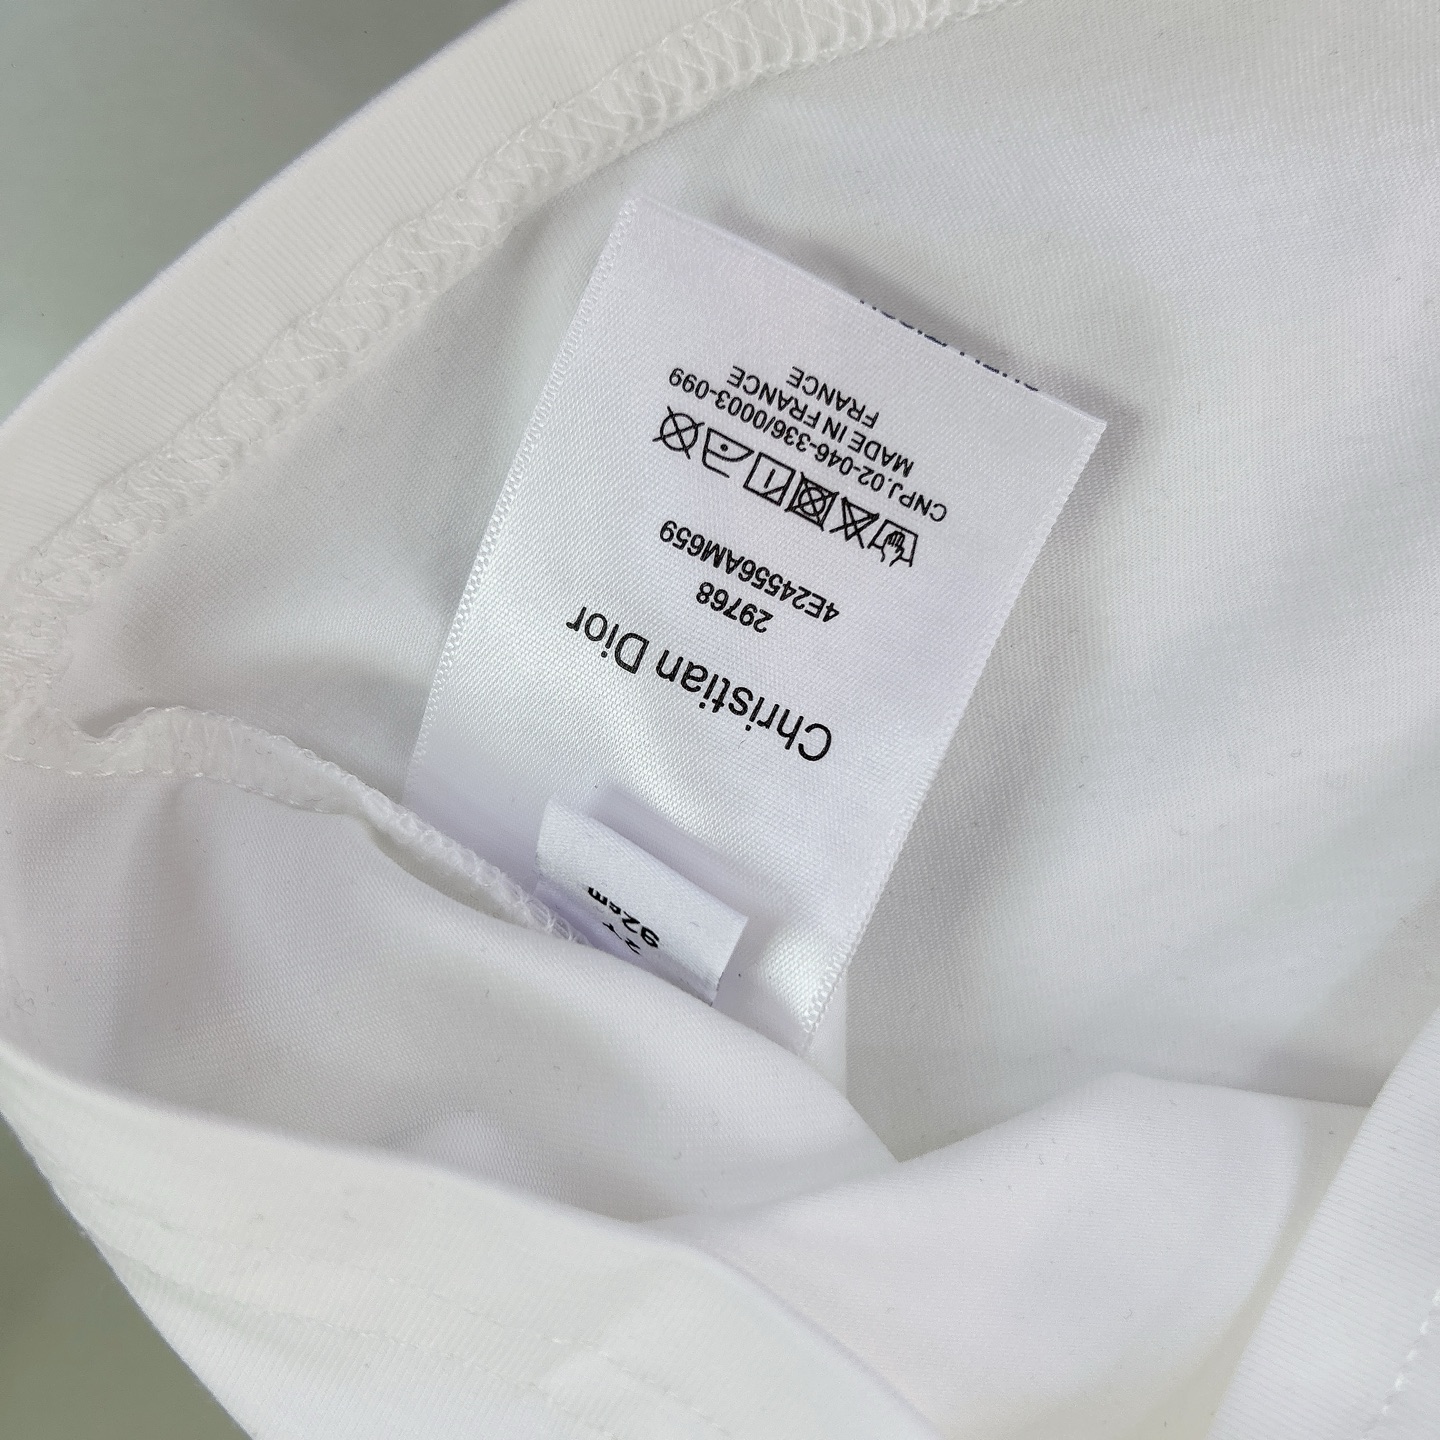 Christian Dior
29768
4E24556AM659
CNPJ.02-046-336/0003-099
MADE IN FRANCE
FRANCE
92cm